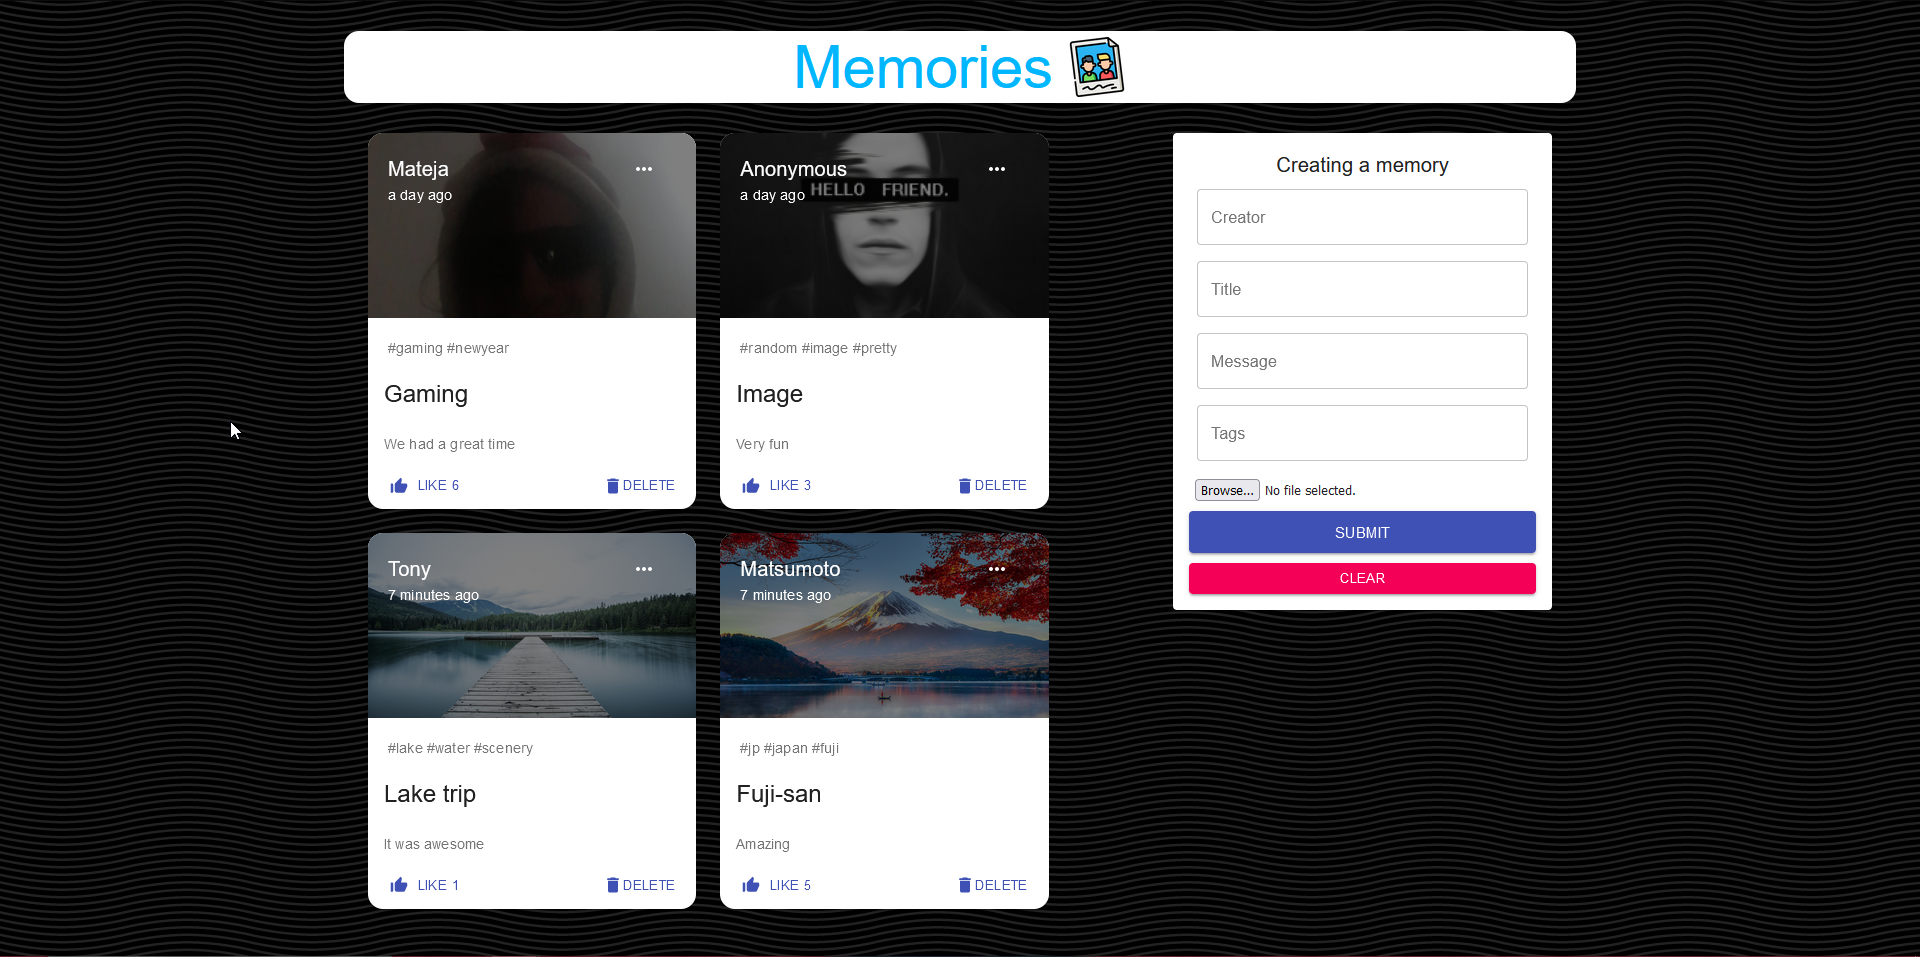 Memories
Mateja
a day ago
#gaming #newyear
Gaming
We had a great time
LIKE 6
DELETE
Anonymous
a day ago
HELLO FRIEND.
#random #image #pretty
Image
Very fun
LIKE 3
DELETE
Tony
7 minutes ago
#lake #water #scenery
Lake trip
It was awesome
LIKE 1
DELETE
Matsumoto
7 minutes ago
#jp #japan #fuji
Fuji-san
Amazing
LIKE 5
DELETE
Creating a memory
Creator
Title
Message
Tags
Browse... No file selected.
SUBMIT
CLEAR